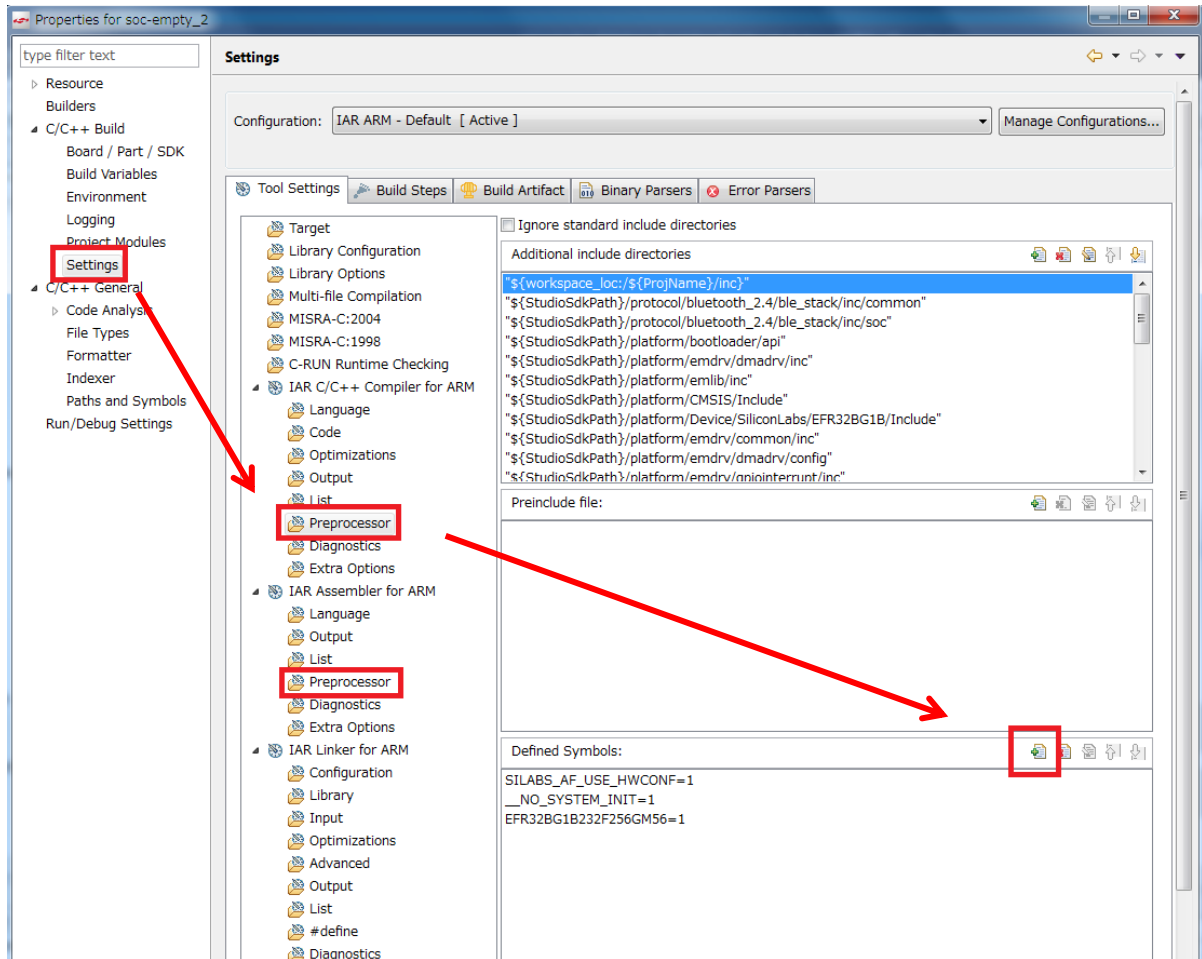 Properties for soc-empty_2
type filter text
Resource
Builders
C/C++ Build
Board / Part / SDK
Build Variables
Environment
Logging
Project Modules
Settings
C/C++ General
Code Analysis
File Types
Formatter
Indexer
Paths and Symbols
Run/Debug Settings
Settings
Configuration:
IAR ARM - Default [ Active ]
Manage Configurations...
Tool Settings
Build Steps
Build Artifact
Binary Parsers
Error Parsers
Target
Library Configuration
Library Options
Multi-file Compilation
MISRA-C:2004
MISRA-C:1998
C-RUN Runtime Checking
IAR C/C++ Compiler for ARM
Language
Code
Optimizations
Output
List
Preprocessor
Diagnostics
Extra Options
IAR Assembler for ARM
Language
Output
List
Preprocessor
Diagnostics
Extra Options
IAR Linker for ARM
Configuration
Library
Input
Optimizations
Advanced
Output
List
#define
Diagnostics
Ignore standard include directories
Additional include directories
"${workspace_loc:/${ProjName}/inc}"
"${StudioSdkPath}/protocol/bluetooth_2.4/ble_stack/inc/common"
"${StudioSdkPath}/protocol/bluetooth_2.4/ble_stack/inc/soc"
"${StudioSdkPath}/platform/bootloader/api"
"${StudioSdkPath}/platform/emdrv/dmadrv/inc"
"${StudioSdkPath}/platform/emlib/inc"
"${StudioSdkPath}/platform/CMSIS/Include"
"${StudioSdkPath}/platform/Device/SiliconLabs/EFR32BG1B/Include"
"${StudioSdkPath}/platform/emdrv/common/inc"
"${StudioSdkPath}/platform/emdrv/dmadrv/config"
"${StudioSdkPath}/platform/emdrv/gpiointerrupt/inc"
Preinclude file:
Defined Symbols:
SILABS_AF_USE_HWCONF=1
__NO_SYSTEM_INIT=1
EFR32BG1B232F256GM56=1